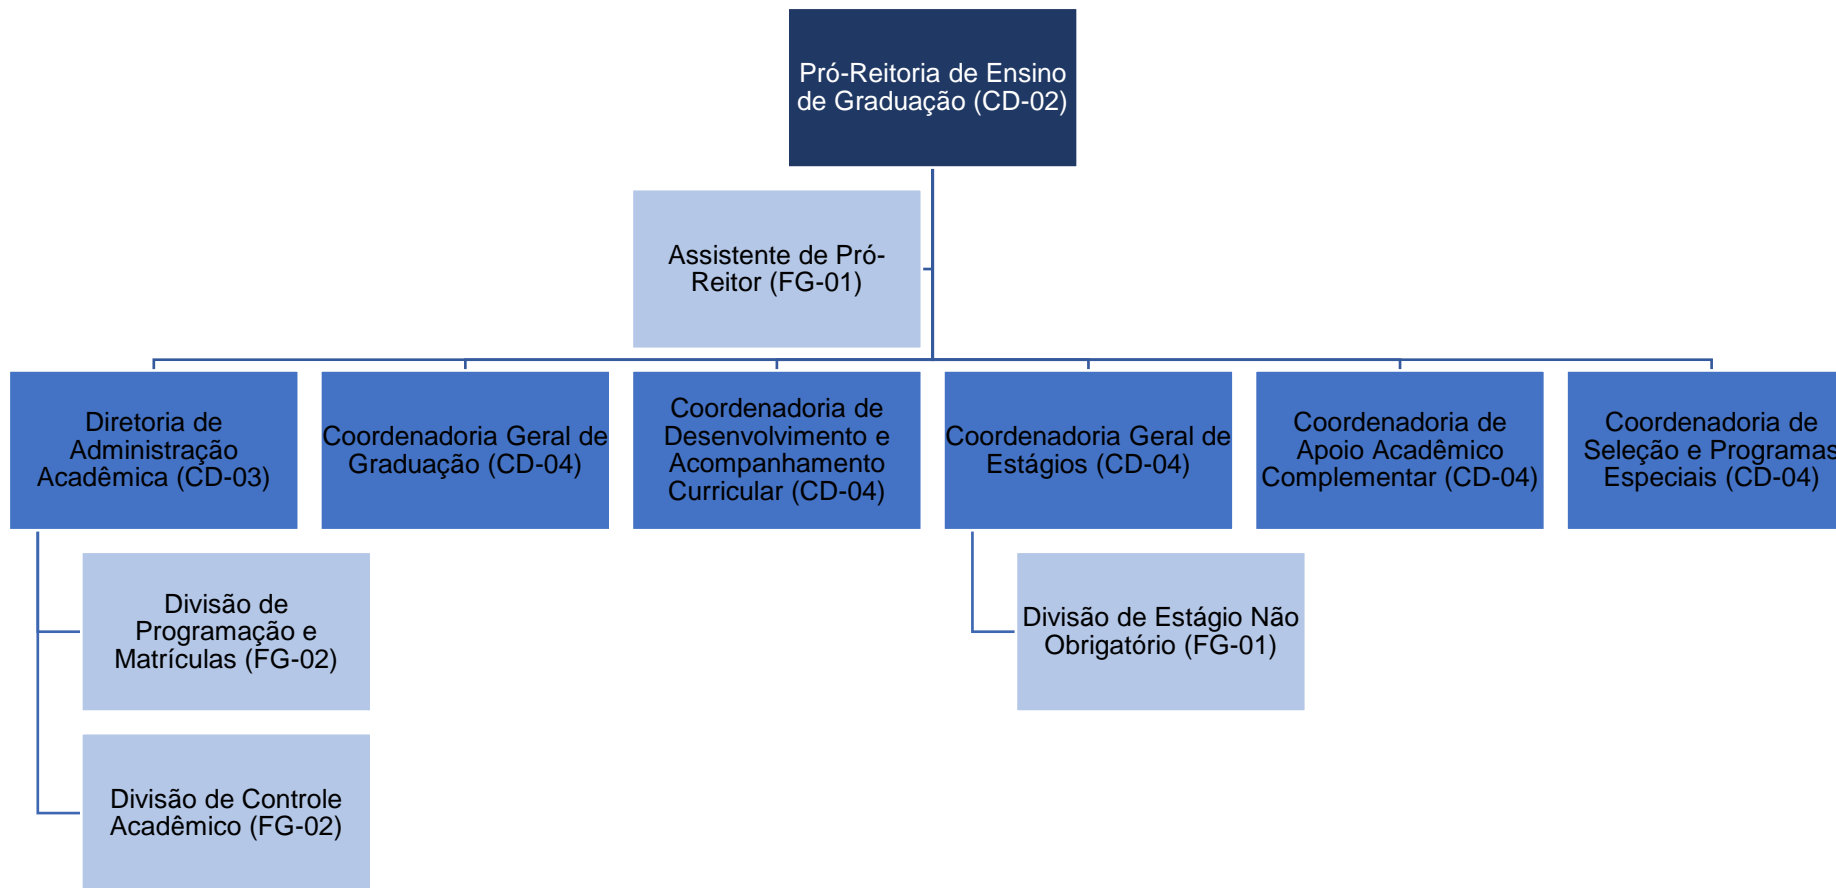 Pró-Reitoria de Ensino
de Graduação (CD-02)
Assistente de Pró-
Reitor (FG-01)
Diretoria de
Administração
Acadêmica (CD-03)
Coordenadoria Geral de
Graduação (CD-04)
Coordenadoria de
Desenvolvimento e
Acompanhamento
Curricular (CD-04)
Coordenadoria Geral de
Estágios (CD-04)
Coordenadoria de
Apoio Acadêmico
Complementar (CD-04)
Coordenadoria de
Seleção e Programas
Especiais (CD-04)
Divisão de
Programação e
Matrículas (FG-02)
Divisão de Estágio Não
Obrigatório (FG-01)
Divisão de Controle
Acadêmico (FG-02)